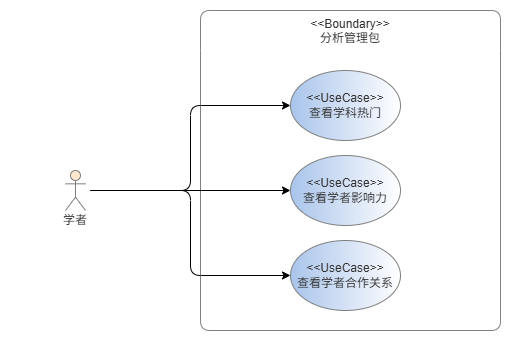 <<Boundary>>
分析管理包
<<UseCase>>
查看学科热门
<<UseCase>>
查看学者影响力
学者
<<UseCase>>
查看学者合作关系